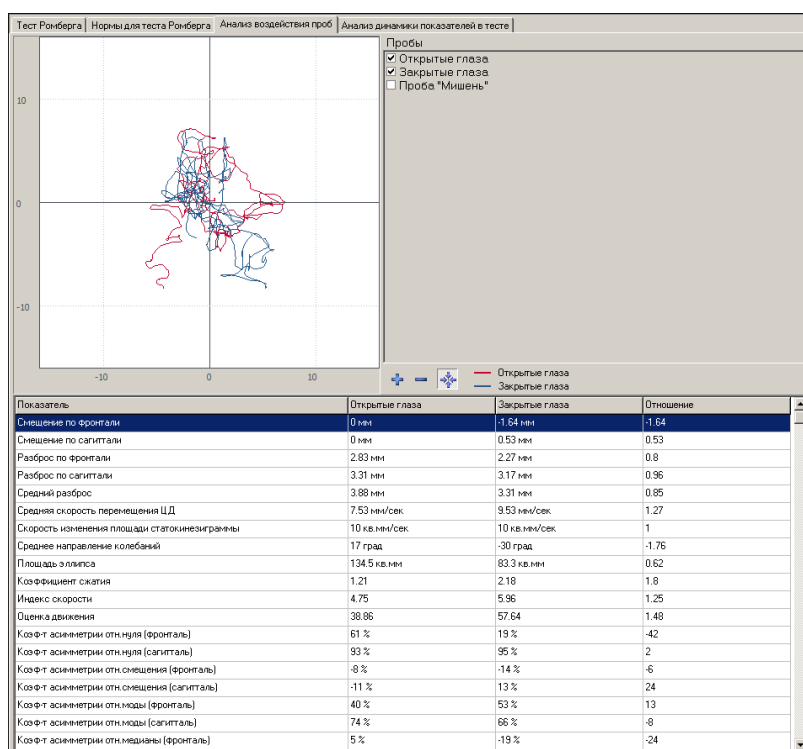 Тест Ромберга Нормы для теста Ромберга Анализ воздействия проб Анализ динамики показателей в тесте
Пробы
Открытые глаза
Закрытые глаза
Проба "Мишень"
10
0
-10
-10 0 10
Открытые глаза
Закрытые глаза
Показатель Открытые глаза Закрытые глаза Отношение
Смещение по фронтали 0 мм -1.64 мм -1.64
Смещение по сагиттали 0 мм 0.53 мм 0.53
Разброс по фронтали 2.83 мм 2.27 мм 0.8
Разброс по сагиттали 3.31 мм 3.17 мм 0.96
Средний разброс 3.88 мм 3.31 мм 0.85
Средняя скорость перемещения ЦД 7.53 мм/сек 9.53 мм/сек 1.27
Скорость изменения площади статокинезиграммы 10 кв.мм/сек 10 кв.мм/сек 1
Среднее направление колебаний 17 град -30 град -1.76
Площадь эллипса 134.5 кв.мм 83.3 кв.мм 0.62
Коэффициент сжатия 1.21 2.18 1.8
Индекс скорости 4.75 5.96 1.25
Оценка движения 38.86 57.64 1.48
Коэф-т асимметрии отн.нуля (фронталь) 61 % 19 % -42
Коэф-т асимметрии отн.нуля (сагитталь) 93 % 95 % 2
Коэф-т асимметрии отн.смещения (фронталь) -8 % -14 % -6
Коэф-т асимметрии отн.смещения (сагитталь) -11 % 13 % 24
Коэф-т асимметрии отн.моды (фронталь) 40 % 53 % 13
Коэф-т асимметрии отн.моды (сагитталь) 74 % 66 % -8
Коэф-т асимметрии отн.медианы (фронталь) 5 % -19 % -24